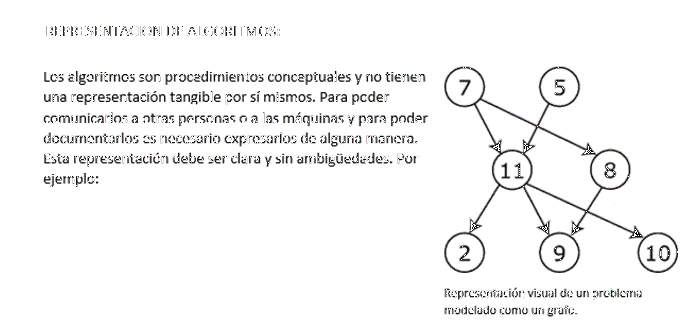 REPRESENTACION DE ALGORITMOS:
Los algoritmos son procedimientos conceptuales y no tienen
una representación tangible por sí mismos. Para poder
comunicarlos a otras personas o a las máquinas y para poder
documentarlos es necesario expresarlos de alguna manera.
Esta representación debe ser clara y sin ambigüedades. Por
ejemplo:
7 5
11 8
2 9 10
Representación visual de un problema
modelado como un grafo.